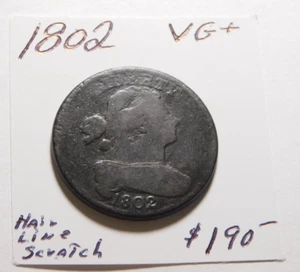 1802 VG+
LIBERTY
1802
Hair
Line
Scratch
$190-